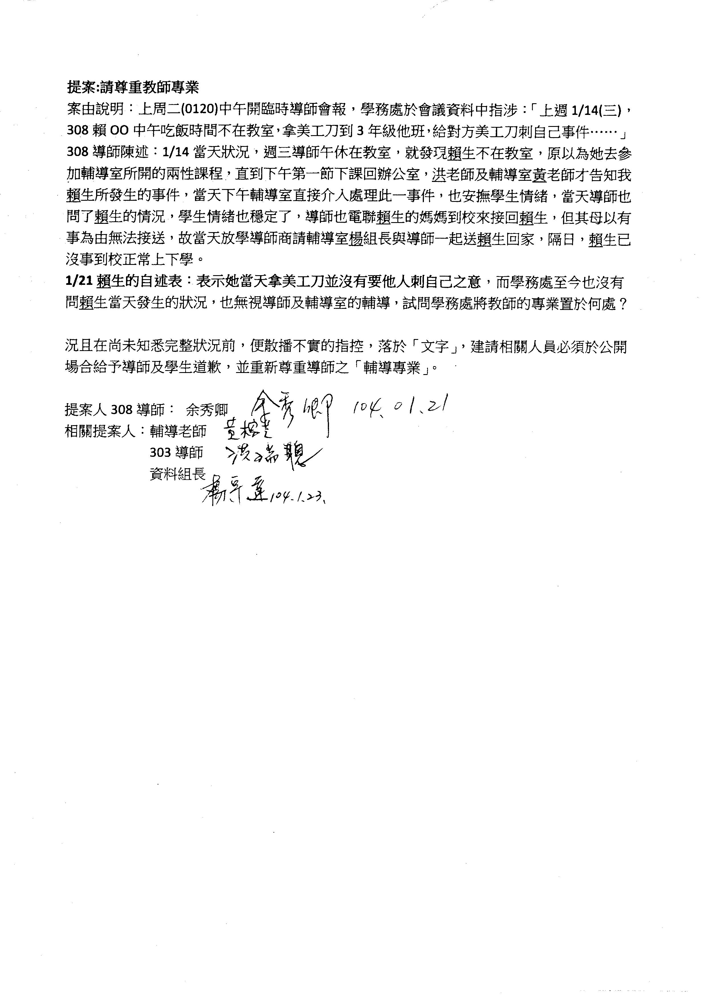 提案:請尊重教師專業
案由說明：上周二(0120)中午開臨時導師會報，學務處於會議資料中指涉：「上週 1/14(三)，
308 賴 OO 中午吃飯時間不在教室，拿美工刀到 3 年級他班，給對方美工刀刺自己事件……」
308 導師陳述：1/14 當天狀況，週三導師午休在教室，就發現賴生不在教室，原以為她去參
加輔導室所開的兩性課程，直到下午第一節下課回辦公室，洪老師及輔導室黃老師才告知我
賴生所發生的事件，當天下午輔導室直接介入處理此一事件，也安撫學生情緒，當天導師也
問了賴生的情況，學生情緒也穩定了，導師也電聯賴生的媽媽到校來接回賴生，但其母以有
事為由無法接送，故當天放學導師商請輔導室楊組長與導師一起送賴生回家，隔日，賴生已
沒事到校正常上下學。
1/21 賴生的自述表：表示她當天拿美工刀並沒有要他人刺自己之意，而學務處至今也沒有
問賴生當天發生的狀況，也無視導師及輔導室的輔導，試問學務處將教師的專業置於何處？
況且在尚未知悉完整狀況前，便散播不實的指控，落於「文字」，建請相關人員必須於公開
場合給予導師及學生道歉，並重新尊重導師之「輔導專業」。
提案人 308 導師： 余秀卿 余秀卿 104.01.21
相關提案人：輔導老師 黃
303 導師 洪瑞聰
資料組長
楊 104.1.23.